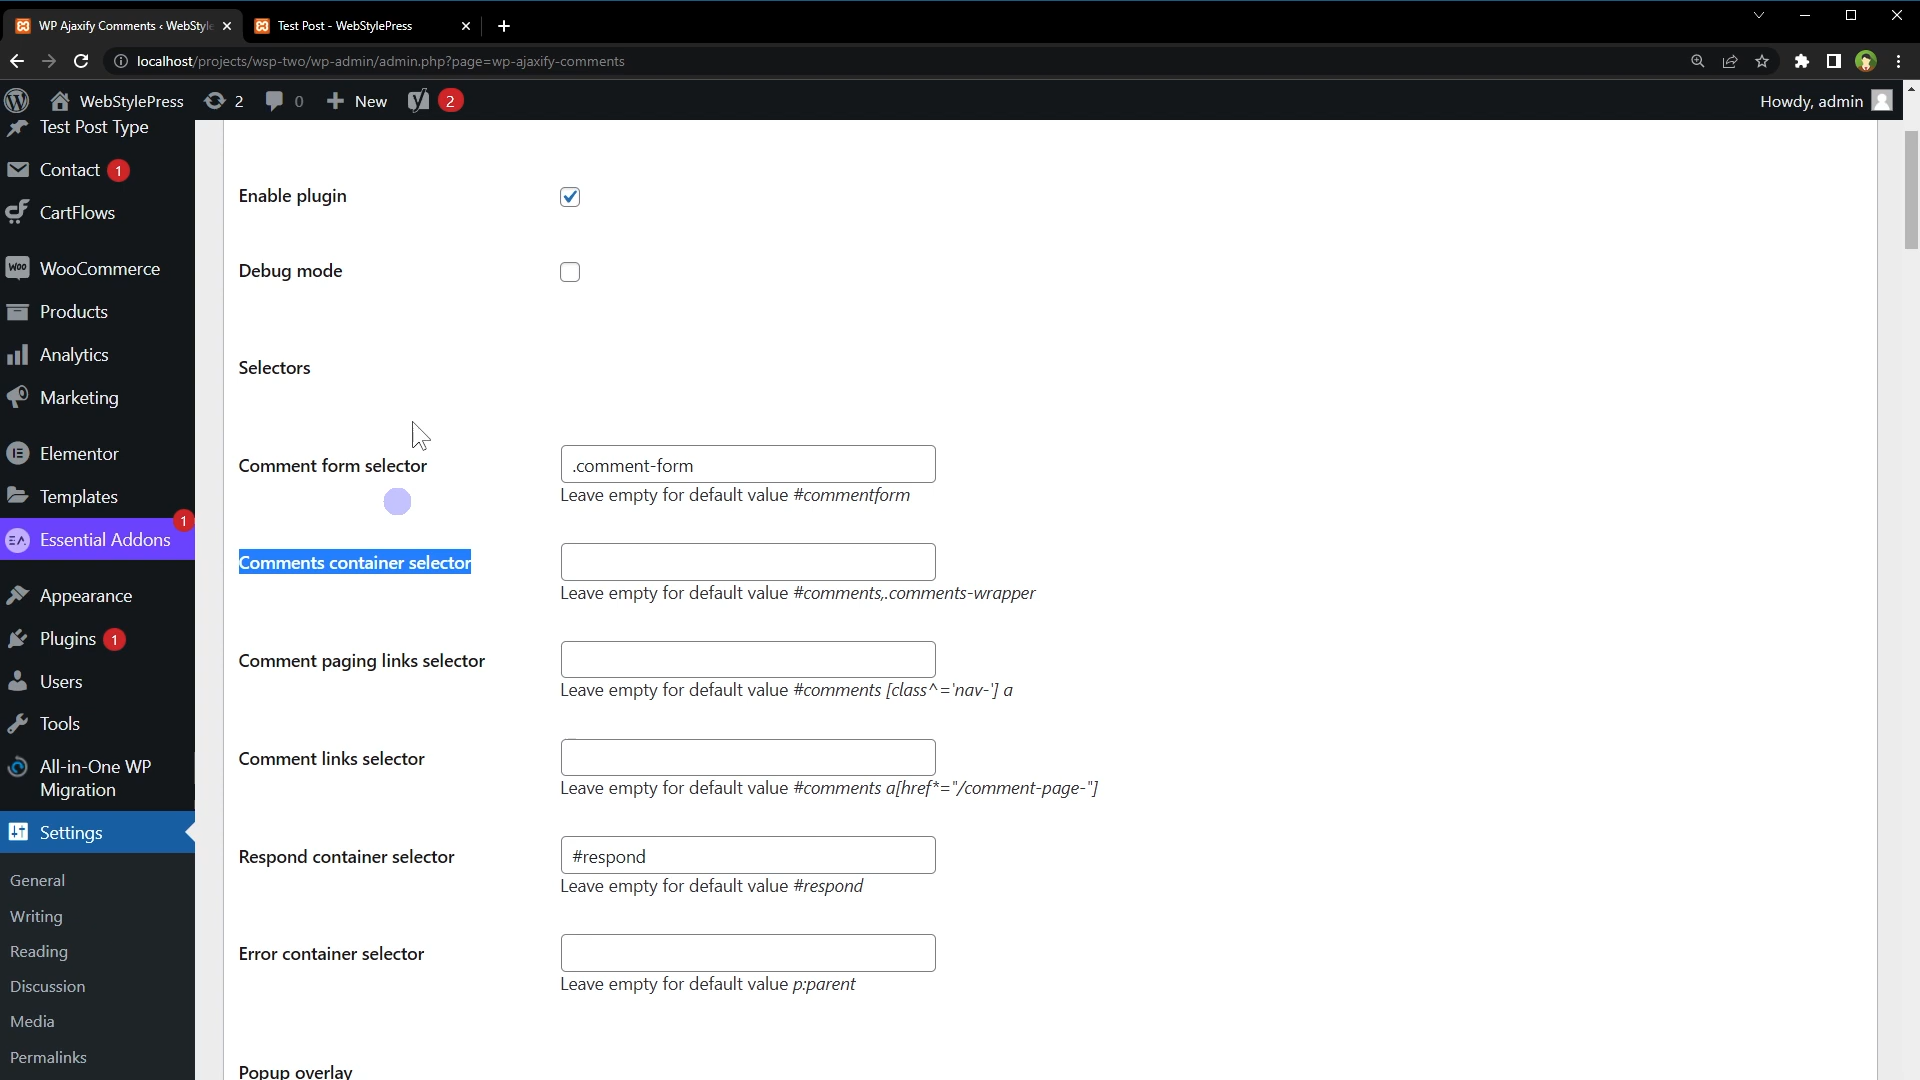 WP Ajaxify Comments ‹ WebStyle
Test Post - WebStylePress
localhost/projects/wsp-two/wp-admin/admin.php?page=wp-ajaxify-comments
WebStylePress
2
0
New
2
Howdy, admin
Test Post Type
Contact 1
CartFlows
WooCommerce
Products
Analytics
Marketing
Elementor
Templates
Essential Addons 1
Appearance
Plugins 1
Users
Tools
All-in-One WP
Migration
Settings
General
Writing
Reading
Discussion
Media
Permalinks
Enable plugin
Debug mode
Selectors
Comment form selector
.comment-form
Leave empty for default value #commentform
Comments container selector
Leave empty for default value #comments,.comments-wrapper
Comment paging links selector
Leave empty for default value #comments [class^='nav-'] a
Comment links selector
Leave empty for default value #comments a[href*="/comment-page-"]
Respond container selector
#respond
Leave empty for default value #respond
Error container selector
Leave empty for default value p:parent
Popup overlay